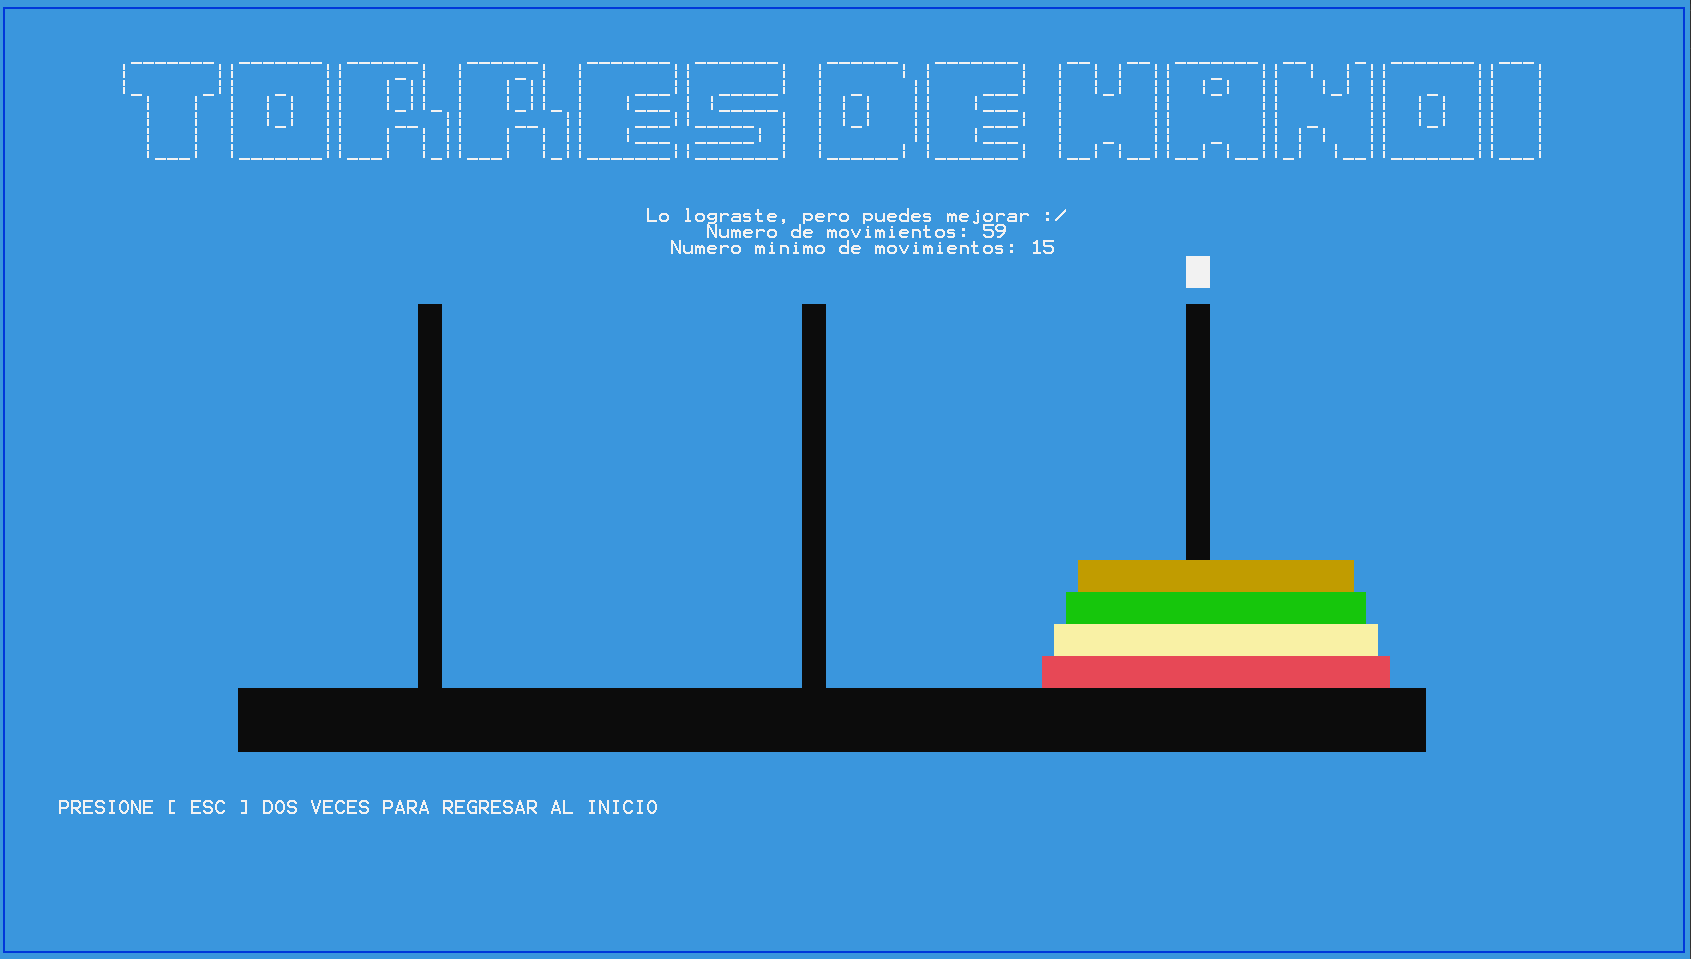 TORRES DE HANOI
Lo lograste, pero puedes mejorar :/
Numero de movimientos: 59
Numero minimo de movimientos: 15
PRESIONE [ ESC ] DOS VECES PARA REGRESAR AL INICIO